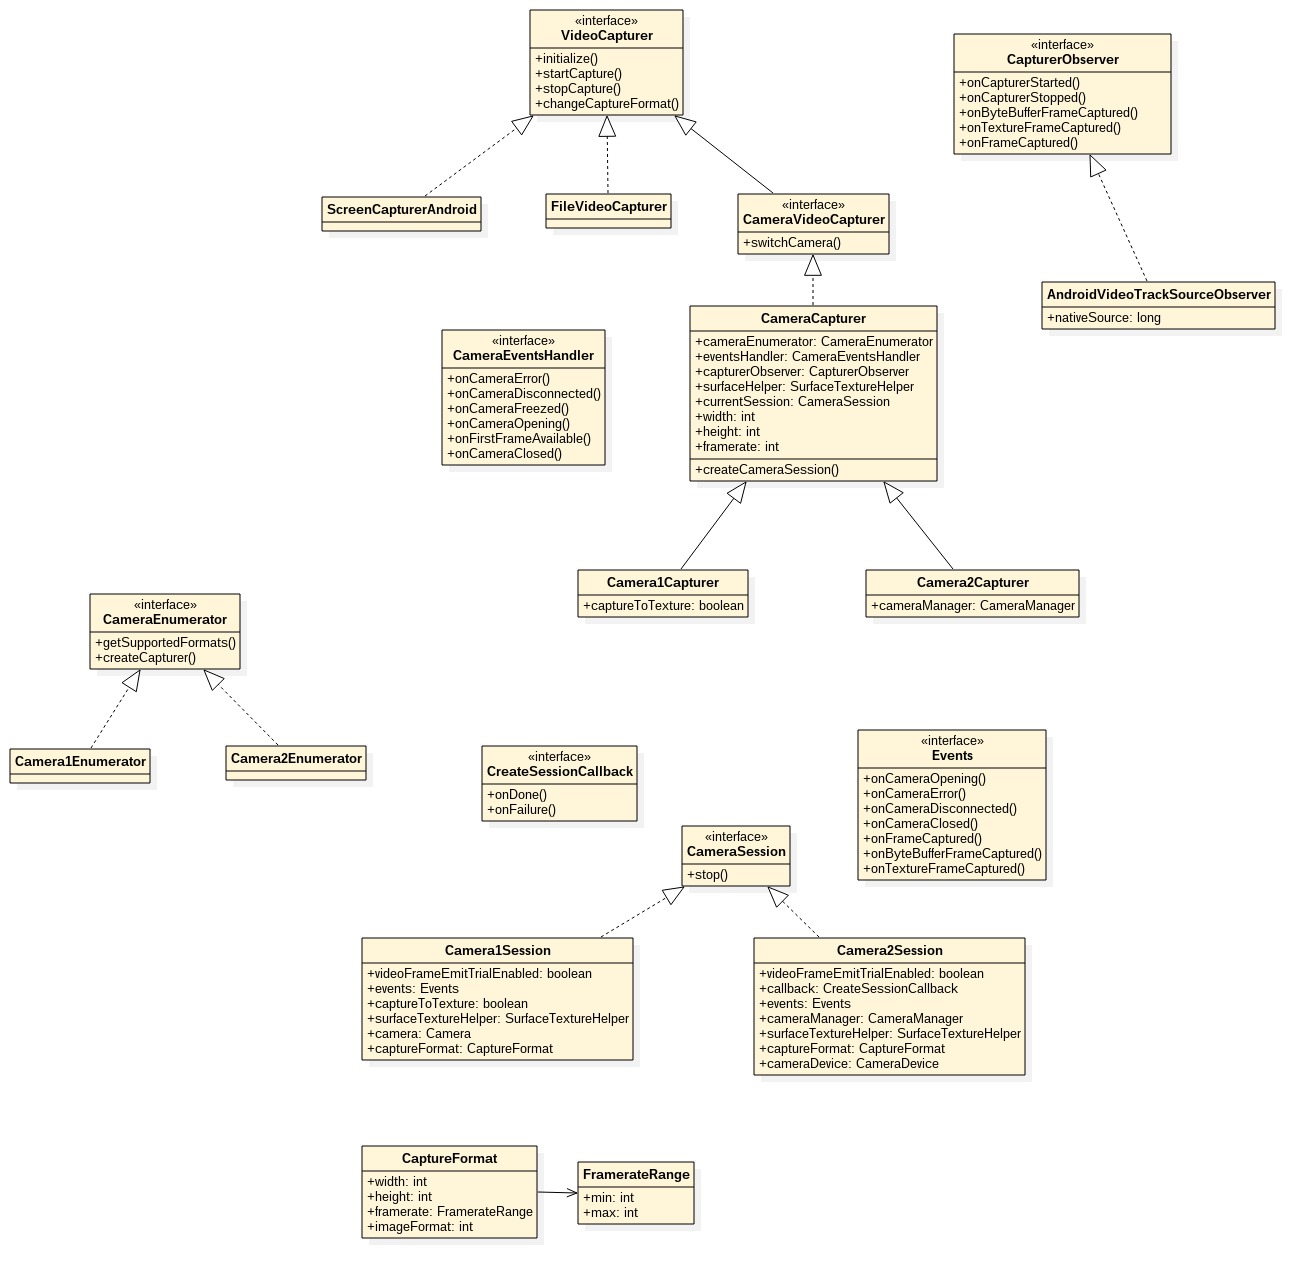 «interface»
VideoCapturer
+initialize()
+startCapture()
+stopCapture()
+changeCaptureFormat()
«interface»
CapturerObserver
+onCapturerStarted()
+onCapturerStopped()
+onByteBufferFrameCaptured()
+onTextureFrameCaptured()
+onFrameCaptured()
ScreenCapturerAndroid
FileVideoCapturer
«interface»
CameraVideoCapturer
+switchCamera()
AndroidVideoTrackSourceObserver
+nativeSource: long
«interface»
CameraEventsHandler
+onCameraError()
+onCameraDisconnected()
+onCameraFreezed()
+onCameraOpening()
+onFirstFrameAvailable()
+onCameraClosed()
CameraCapturer
+cameraEnumerator: CameraEnumerator
+eventsHandler: CameraEventsHandler
+capturerObserver: CapturerObserver
+surfaceHelper: SurfaceTextureHelper
+currentSession: CameraSession
+width: int
+height: int
+framerate: int
+createCameraSession()
Camera1Capturer
+captureToTexture: boolean
Camera2Capturer
+cameraManager: CameraManager
«interface»
CameraEnumerator
+getSupportedFormats()
+createCapturer()
Camera1Enumerator
Camera2Enumerator
«interface»
CreateSessionCallback
+onDone()
+onFailure()
«interface»
Events
+onCameraOpening()
+onCameraError()
+onCameraDisconnected()
+onCameraClosed()
+onFrameCaptured()
+onByteBufferFrameCaptured()
+onTextureFrameCaptured()
«interface»
CameraSession
+stop()
Camera1Session
+videoFrameEmitTrialEnabled: boolean
+events: Events
+captureToTexture: boolean
+surfaceTextureHelper: SurfaceTextureHelper
+camera: Camera
+captureFormat: CaptureFormat
Camera2Session
+videoFrameEmitTrialEnabled: boolean
+callback: CreateSessionCallback
+events: Events
+cameraManager: CameraManager
+surfaceTextureHelper: SurfaceTextureHelper
+captureFormat: CaptureFormat
+cameraDevice: CameraDevice
CaptureFormat
+width: int
+height: int
+framerate: FramerateRange
+imageFormat: int
FramerateRange
+min: int
+max: int